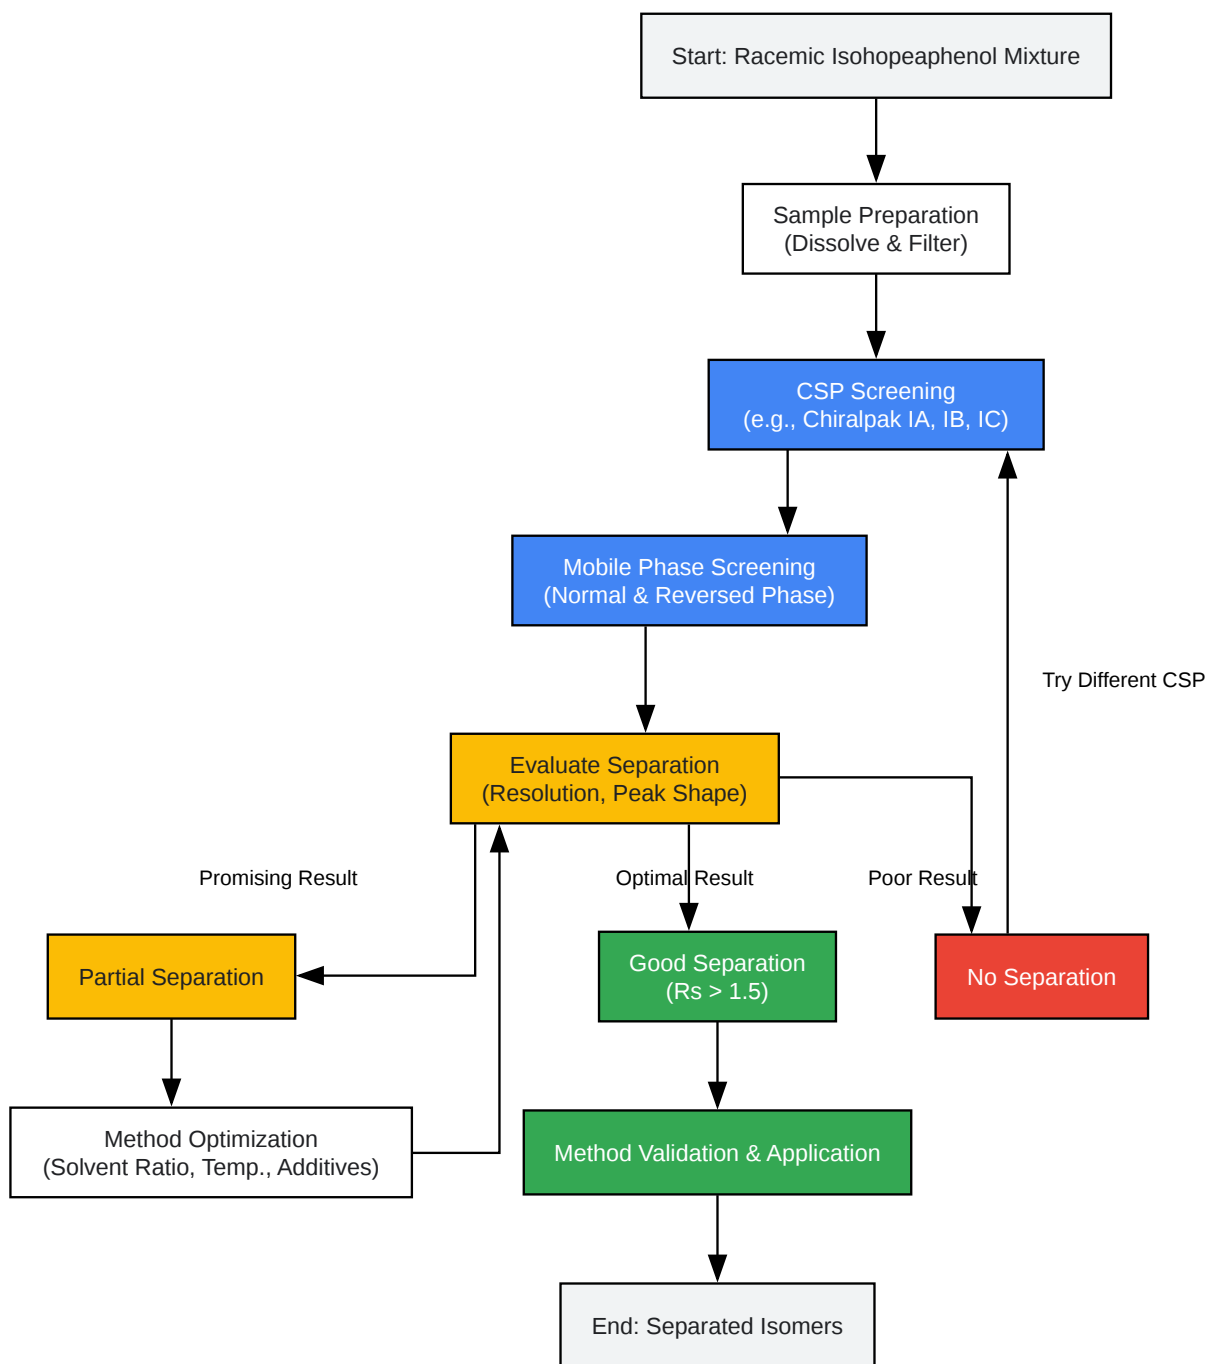 Start: Racemic Isohopeaphenol Mixture
Sample Preparation
(Dissolve & Filter)
CSP Screening
(e.g., Chiralpak IA, IB, IC)
Mobile Phase Screening
(Normal & Reversed Phase)
Try Different CSP
Evaluate Separation
(Resolution, Peak Shape)
Promising Result
Optimal Result
Poor Result
Partial Separation
Good Separation
(Rs > 1.5)
No Separation
Method Optimization
(Solvent Ratio, Temp., Additives)
Method Validation & Application
End: Separated Isomers